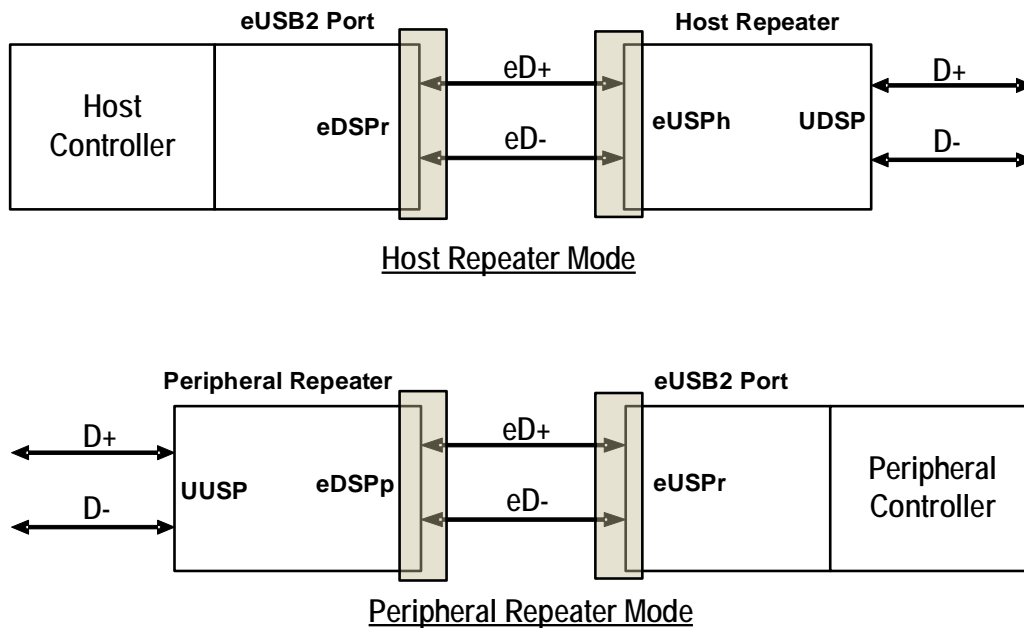 eUSB2 Port
Host Repeater
Host
Controller
eDSPr
eD+
eD-
eUSPh
UDSP
D+
D-
Host Repeater Mode
Peripheral Repeater
eUSB2 Port
D+
D-
UUSP
eDSPp
eD+
eD-
eUSPr
Peripheral
Controller
Peripheral Repeater Mode